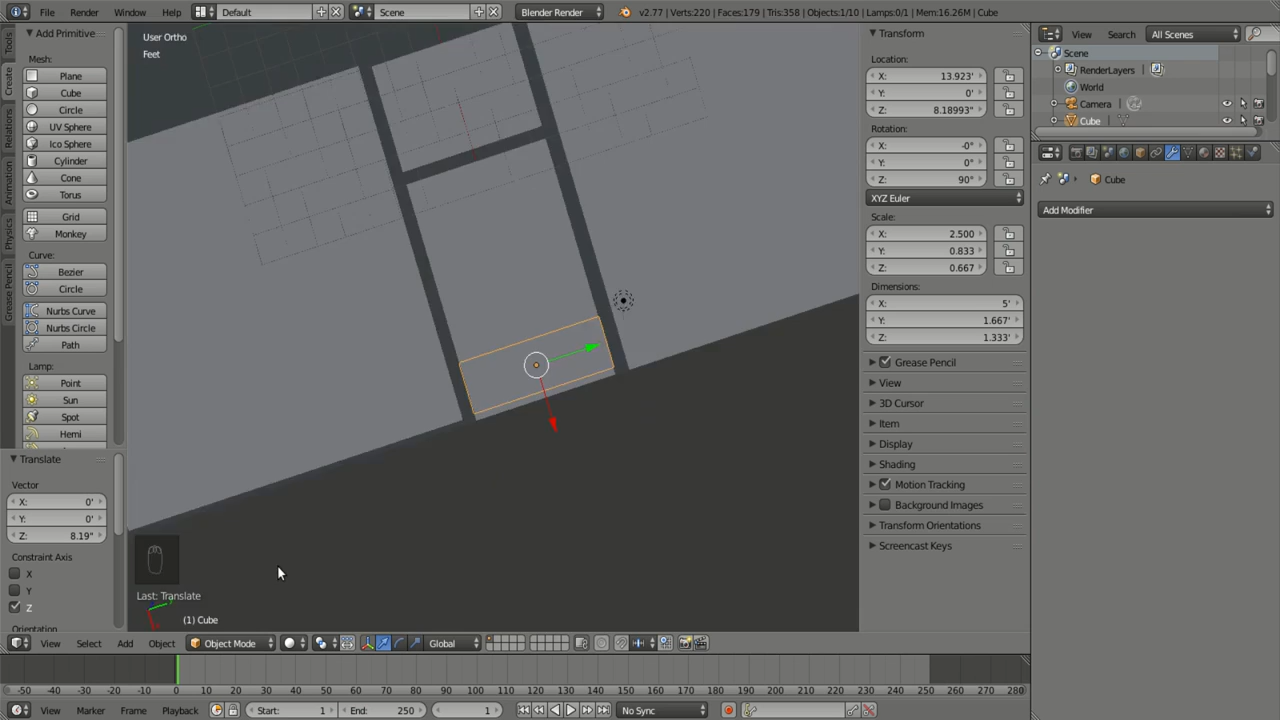 File Render Window Help Default Scene Blender Render v2.77 | Verts:220 | Faces:179 | Tris:358 | Objects:1/10 | Lamps:0/1 | Mem:16.26M | Cube
Tools
Create
Relations
Animation
Physics
Grease Pencil
Add Primitive
Mesh:
Plane
Cube
Circle
UV Sphere
Ico Sphere
Cylinder
Cone
Torus
Grid
Monkey
Curve:
Bezier
Circle
Nurbs Curve
Nurbs Circle
Path
Lamp:
Point
Sun
Spot
Hemi
Translate
Vector
X: 0'
Y: 0'
Z: 8.19"
Constraint Axis
X
Y
Z
Orientation
User Ortho
Feet
Last: Translate
(1) Cube
Transform
Location:
X: 13.923'
Y: 0'
Z: 8.18993"
Rotation:
X: -0°
Y: 0°
Z: 90°
XYZ Euler
Scale:
X: 2.500
Y: 0.833
Z: 0.667
Dimensions:
X: 5'
Y: 1.667'
Z: 1.333'
Grease Pencil
View
3D Cursor
Item
Display
Shading
Motion Tracking
Background Images
Transform Orientations
Screencast Keys
View Search All Scenes
Scene
RenderLayers
World
Camera
Cube
Cube
Add Modifier
View Select Add Object Object Mode Global
-50 -40 -30 -20 -10 0 10 20 30 40 50 60 70 80 90 100 110 120 130 140 150 160 170 180 190 200 210 220 230 240 250 260 270 280
View Marker Frame Playback Start: 1 End: 250 1 No Sync